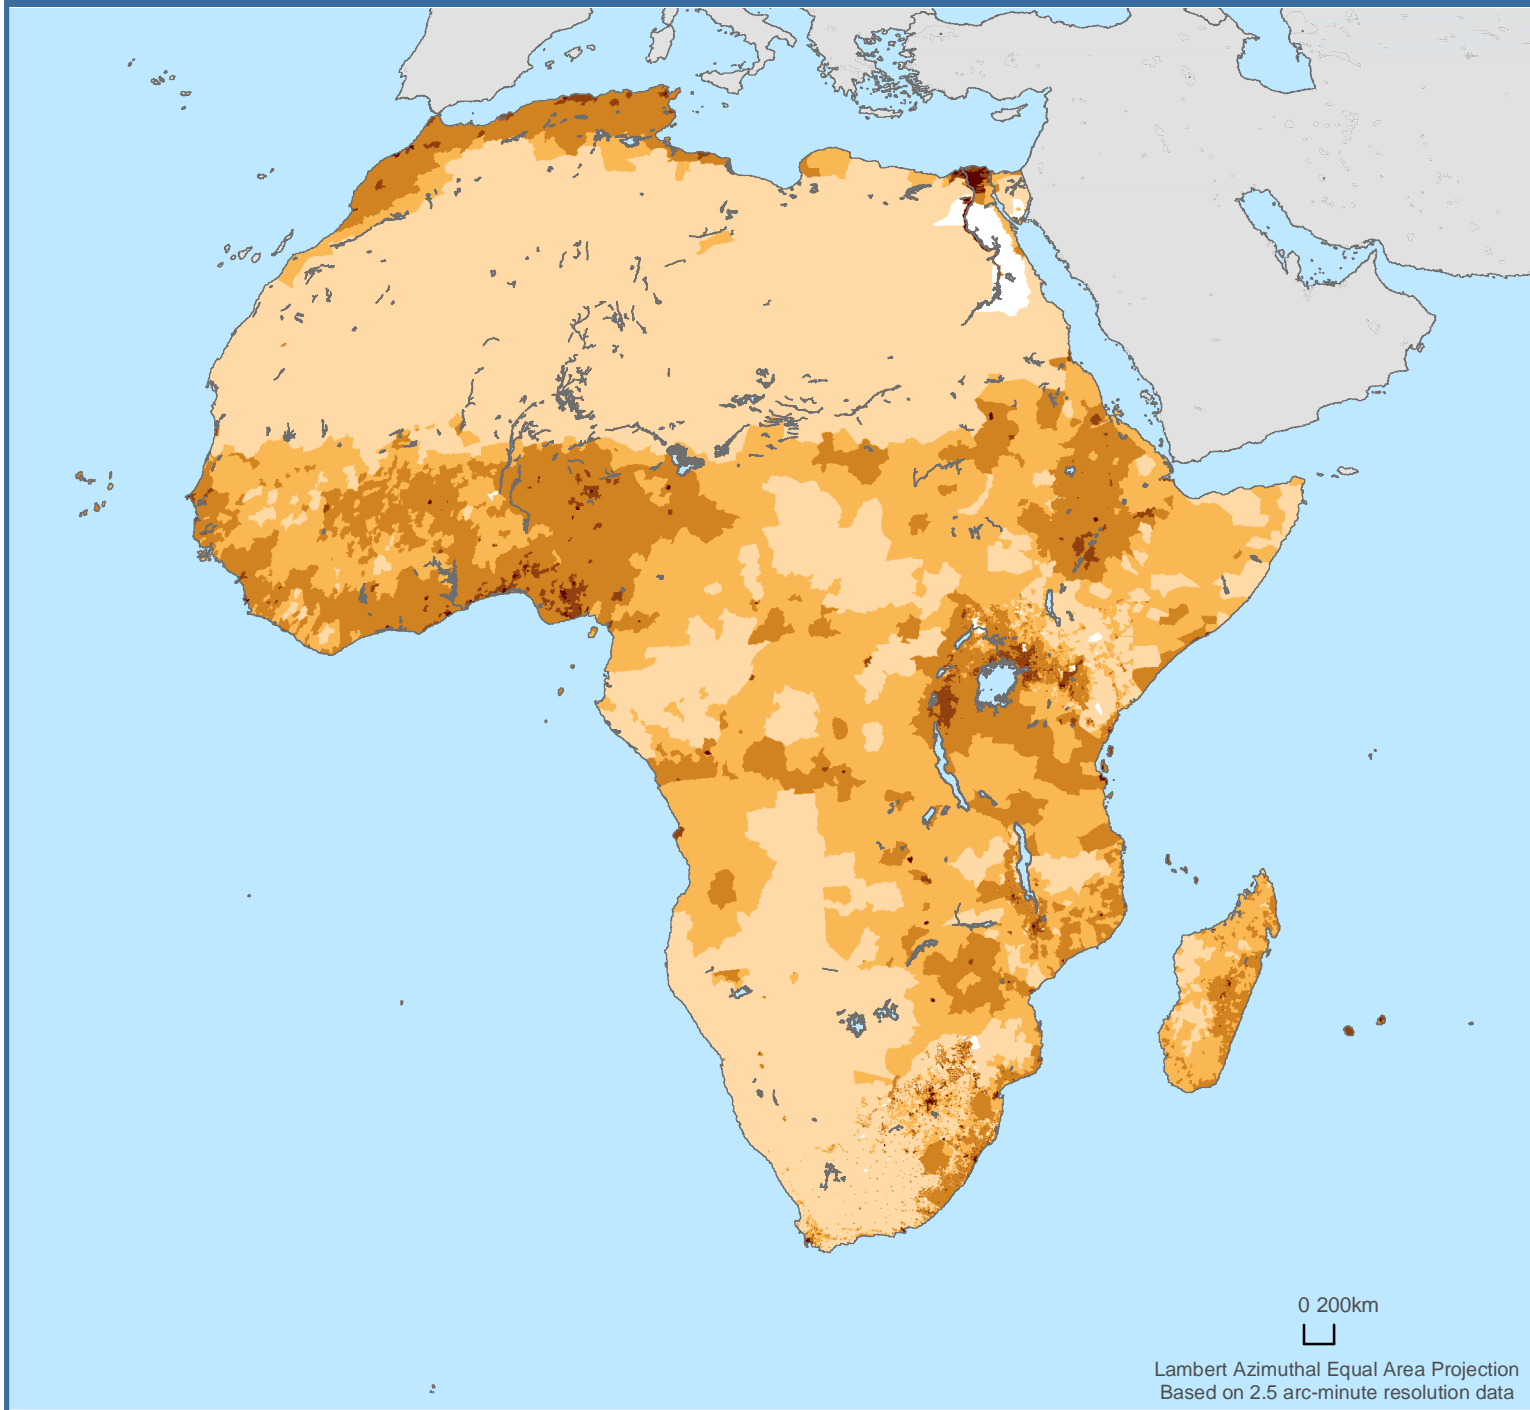 0 200km
Lambert Azimuthal Equal Area Projection
Based on 2.5 arc-minute resolution data